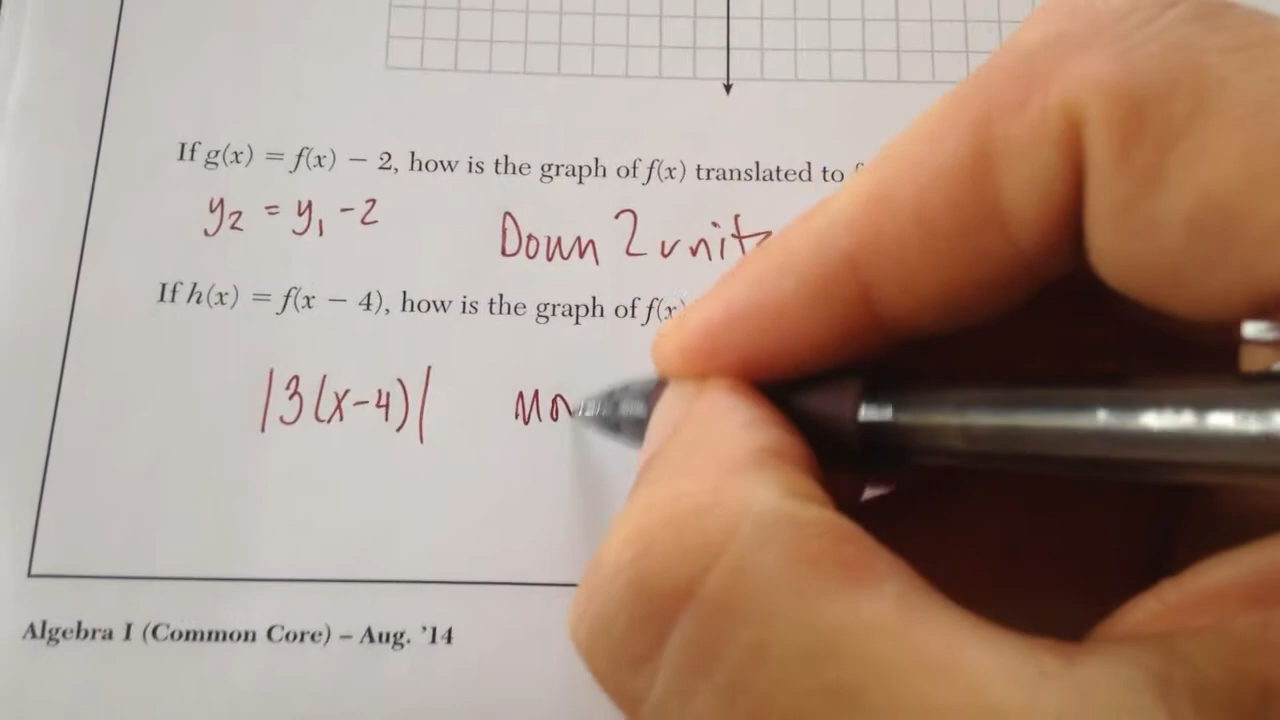 If g(x) = f(x) − 2, how is the graph of f(x) translated to
y₂ = y₁ -2 Down 2 units
If h(x) = f(x − 4), how is the graph of f(x)
|3(x-4)|
Algebra I (Common Core) – Aug. ’14